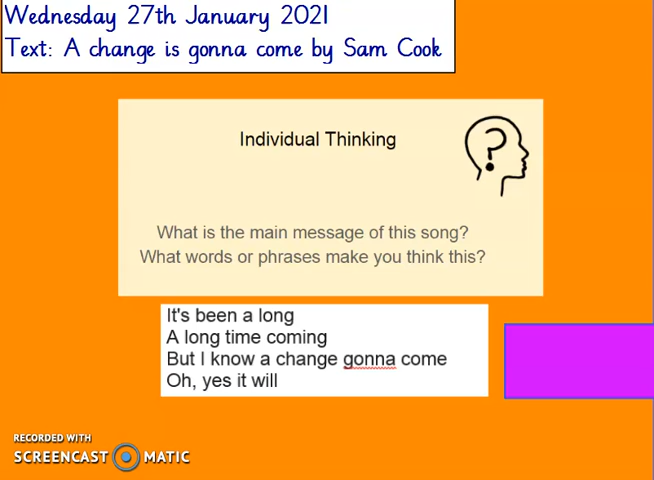 Wednesday 27th January 2021
Text: A change is gonna come by Sam Cook
Individual Thinking
?
What is the main message of this song?
What words or phrases make you think this?
It's been a long
A long time coming
But I know a change gonna come
Oh, yes it will
RECORDED WITH
SCREENCAST MATIC